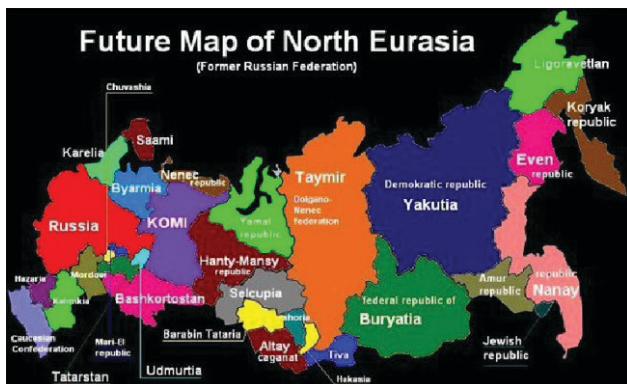 Future Map of North Eurasia
(Former Russian Federation)
Chuvashia
Ligoravetlan
Koryak
republic
Saami
Karelia
Nenec
republic
Byarmia
Taymir
Even
republic
Demokratic republic
Yakutia
Dolgano-
Nenec
federation
Russia
KOMI
Yamal
republic
Hanty-Mansy
republic
Mordovi
Hazaria
Kalmikia
Bashkortostan
Selcupia
Amur
republic
republic
Nanay
federal republic of
Buryatia
Caucasian
Confederation
Mari-El
republic
Barabin Tataria
Altay
caganat
Tiva
Jewish
republic
Tatarstan
Udmurtia
Hakasia